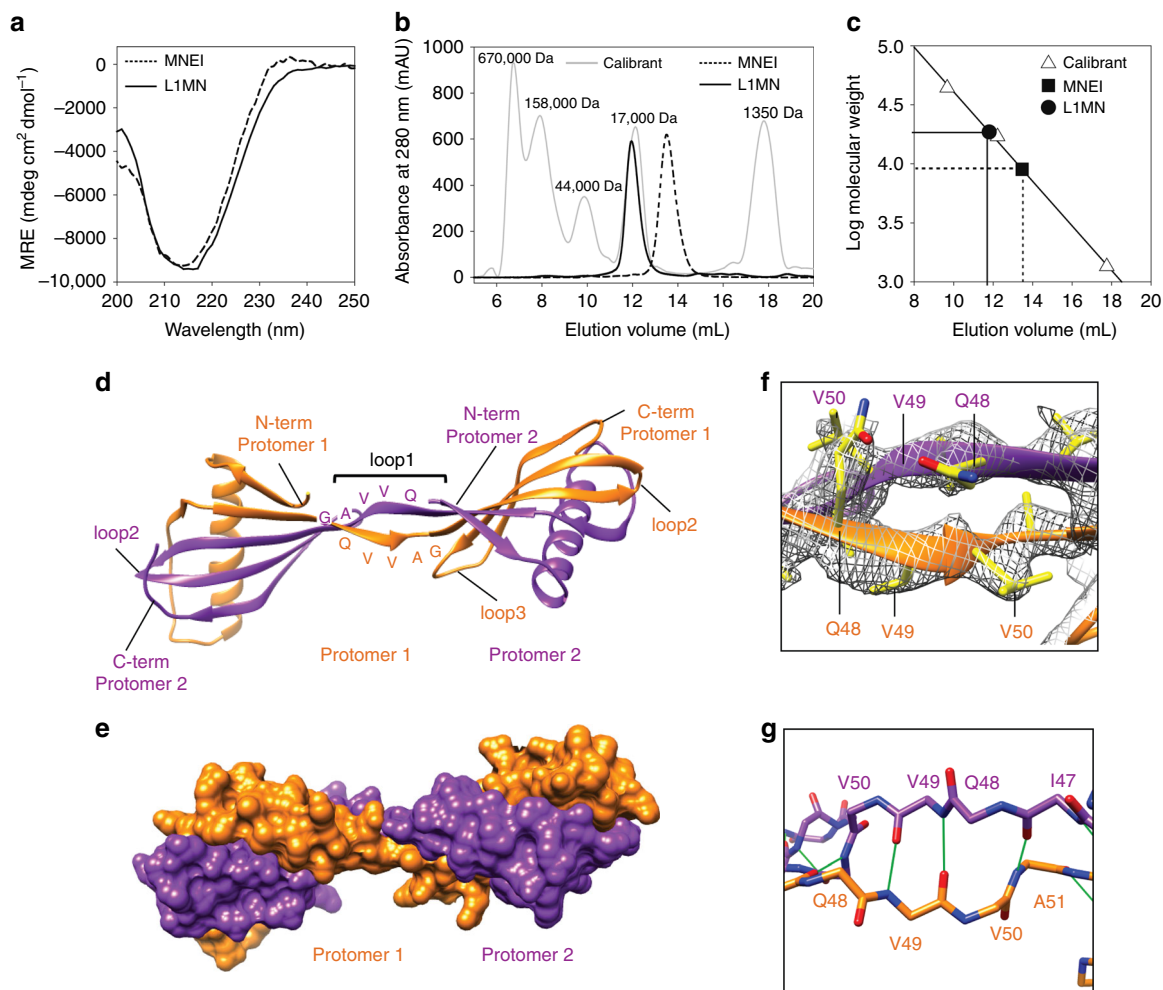 a
MRE (mdeg cm² dmol⁻¹)
MNEI
L1MN
0
−2000
−4000
−6000
−8000
−10,000
200 210 220 230 240 250
Wavelength (nm)
b
Absorbance at 280 nm (mAU)
1000
800
600
400
200
0
670,000 Da
158,000 Da
44,000 Da
17,000 Da
1350 Da
Calibrant
MNEI
L1MN
6 8 10 12 14 16 18 20
Elution volume (mL)
c
Log molecular weight
5.0
4.5
4.0
3.5
3.0
Calibrant
MNEI
L1MN
8 10 12 14 16 18 20
Elution volume (mL)
d
N-term
Protomer 1
loop1
N-term
Protomer 2
C-term
Protomer 1
loop2
G A V V Q
Q V V A G
loop2
loop3
C-term
Protomer 2
Protomer 1
Protomer 2
e
Protomer 1
Protomer 2
f
V50 V49 Q48
Q48 V49 V50
g
V50 V49 Q48 I47
Q48 V49 V50 A51